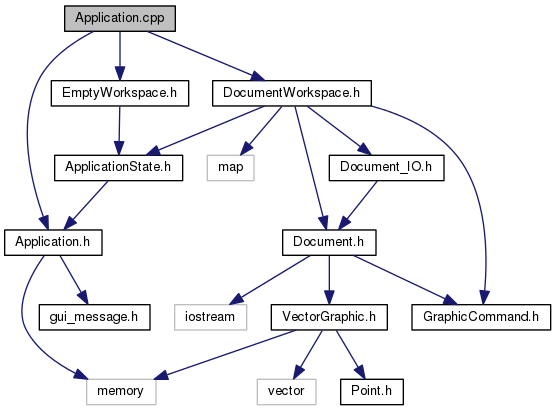 Application.cpp
EmptyWorkspace.h
DocumentWorkspace.h
ApplicationState.h
map
Document_IO.h
Application.h
Document.h
gui_message.h
iostream
VectorGraphic.h
GraphicCommand.h
memory
vector
Point.h